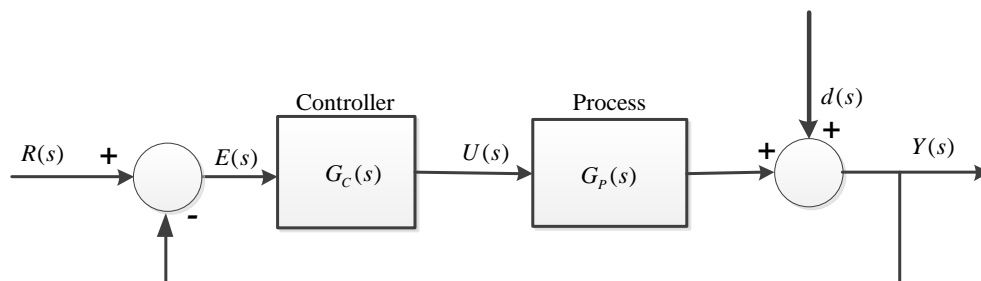 Controller
Process
d(s)
R(s)
+
E(s)
G_C(s)
U(s)
G_P(s)
+
+
Y(s)
-